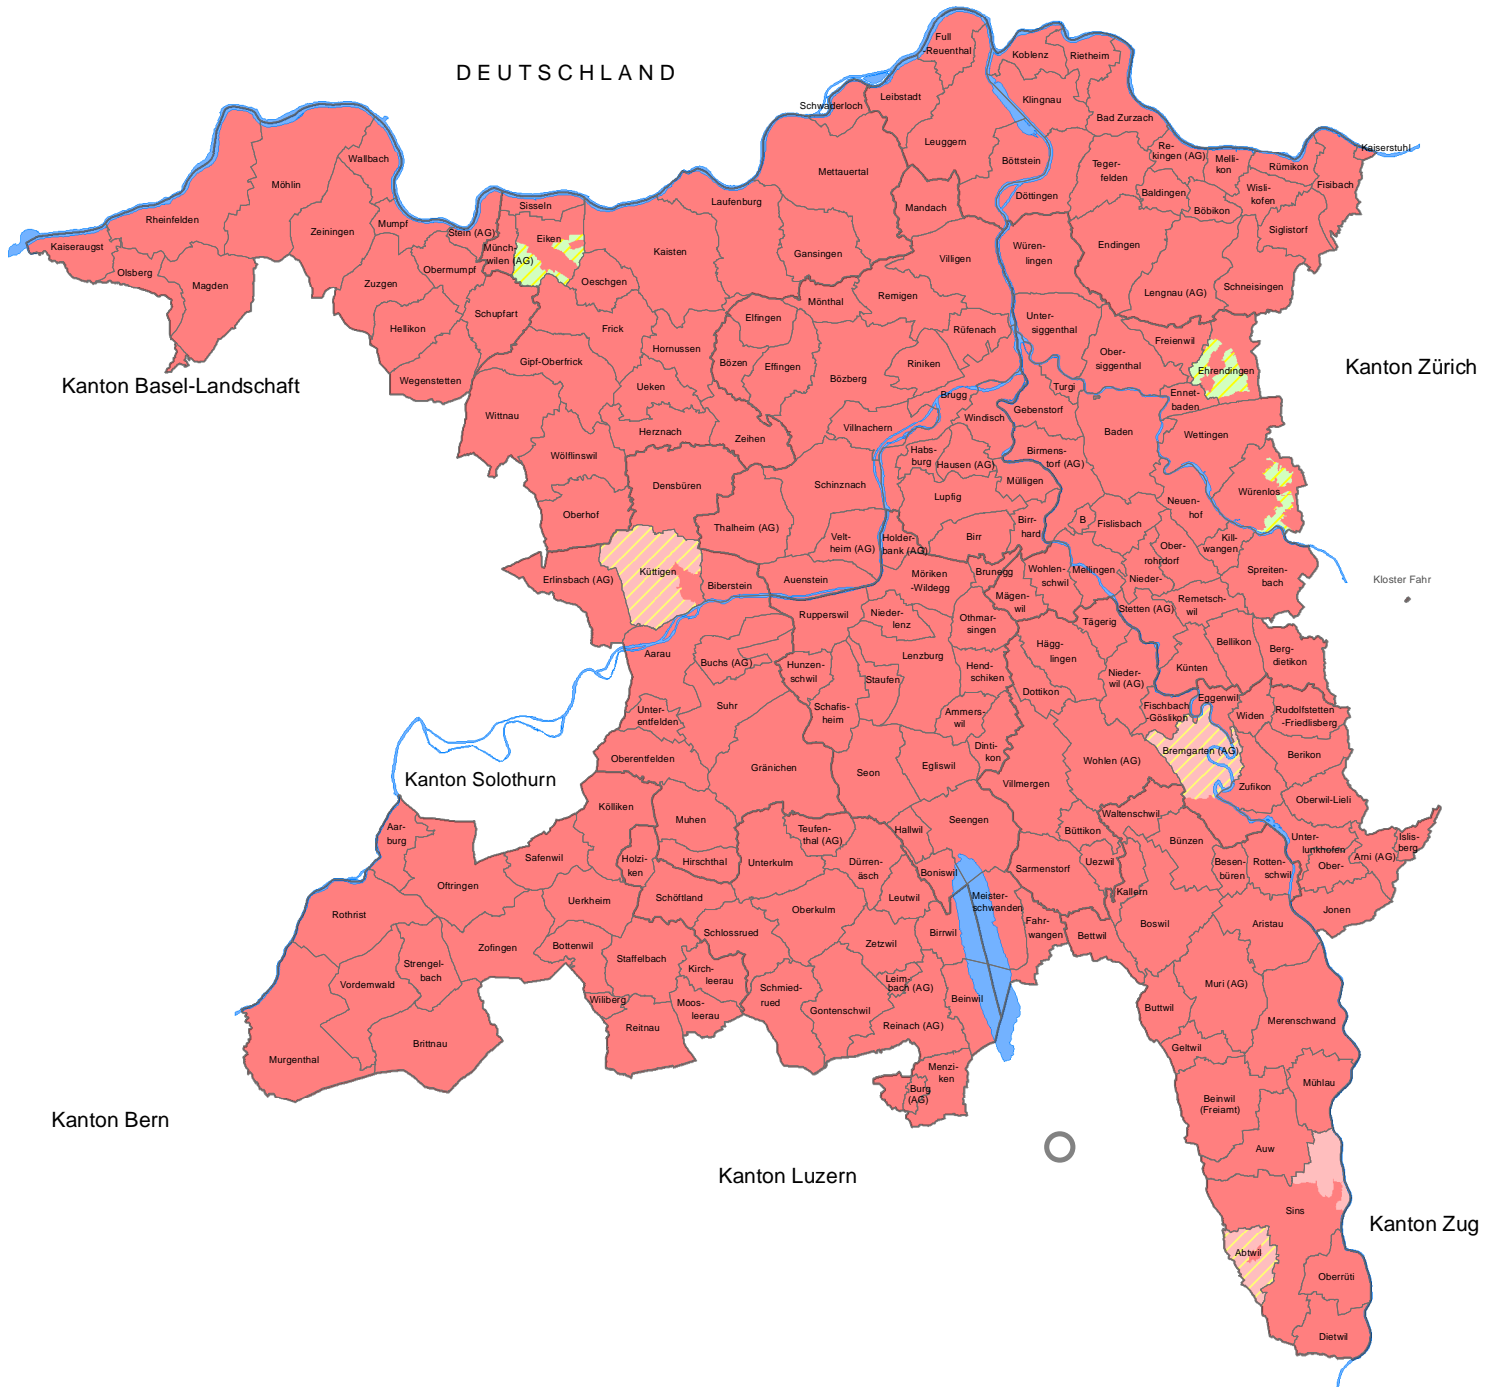 DEUTSCHLAND
Full
-Reuenthal
Koblenz
Rietheim
Leibstadt
Schwaderloch
Klingnau
Bad Zurzach
Leuggern
Kaiserstuhl
Wallbach
Möhlin
Mettauertal
Böttstein
Teger-
felden
Re-
kingen (AG)
Melli-
kon
Rümikon
Fisibach
Baldingen
Wisli-
kofen
Böbikon
Siglistorf
Rheinfelden
Kaiseraugst
Olsberg
Magden
Zeiningen
Mumpf
Sisseln
Stein (AG)
Eiken
Münch-
wilen (AG)
Obermumpf
Zuzgen
Oeschgen
Kaisten
Laufenburg
Gansingen
Mandach
Döttingen
Würen-
lingen
Endingen
Villigen
Lengnau (AG)
Schneisingen
Hellikon
Schupfart
Frick
Mönthal
Remigen
Elfingen
Rüfenach
Unter-
siggenthal
Freienwil
Ober-
siggenthal
Ehrendingen
Kanton Zürich
Kanton Basel-Landschaft
Wegenstetten
Gipf-Oberfrick
Hornussen
Bözen
Effingen
Bözberg
Riniken
Ueken
Wittnau
Herznach
Zeihen
Villnachern
Brugg
Windisch
Gebenstorf
Turgi
Ennet-
baden
Baden
Wettingen
Wölflinswil
Densbüren
Schinznach
Habs-
burg
Hausen (AG)
Birmens-
torf (AG)
Mülligen
Lupfig
Würenlos
Neuen-
hof
Oberhof
Thalheim (AG)
Velt-
heim (AG)
Holder-
bank (AG)
Birr
Birr-
hard
B
Fislisbach
Ober-
rohrdorf
Kill-
wangen
Spreiten-
bach
Kloster Fahr
Erlinsbach (AG)
Küttigen
Biberstein
Auenstein
Möriken
-Wildegg
Brunegg
Wohlen-
schwil
Mellingen
Nieder-
Mägen-
wil
Stetten (AG)
Remetsch-
wil
Rupperswil
Nieder-
lenz
Othmar-
singen
Tägerig
Bellikon
Berg-
dietikon
Aarau
Buchs (AG)
Hunzen-
schwil
Lenzburg
Staufen
Hend-
schiken
Hägg-
lingen
Nieder-
wil (AG)
Künten
Dottikon
Suhr
Unter-
entfelden
Schafis-
heim
Ammers-
wil
Fischbach
-Göslikon
Eggenwil
Widen
Rudolfstetten
-Friedlisberg
Bremgarten (AG)
Berikon
Oberentfelden
Gränichen
Seon
Egliswil
Dinti-
kon
Villmergen
Wohlen (AG)
Zufikon
Oberwil-Lieli
Kanton Solothurn
Kölliken
Muhen
Teufen-
thal (AG)
Hallwil
Seengen
Büttikon
Waltenschwil
Bünzen
Unter-
lunkhofen
Ober-
Arni (AG)
Islis-
berg
Aar-
burg
Safenwil
Holzi-
ken
Hirschthal
Unterkulm
Dürren-
äsch
Boniswil
Sarmenstorf
Uezwil
Kallern
Besen-
büren
Rotten-
schwil
Jonen
Oftringen
Rothrist
Uerkheim
Schöftland
Oberkulm
Leutwil
Meister-
schwanden
Fahr-
wangen
Bettwil
Boswil
Aristau
Zofingen
Strengel-
bach
Vordemwald
Bottenwil
Staffelbach
Schlossrued
Zetzwil
Birrwil
Kirch-
leerau
Schmied-
rued
Leim-
bach (AG)
Beinwil
Muri (AG)
Buttwil
Merenschwand
Wiliberg
Moos-
leerau
Gontenschwil
Reitnau
Reinach (AG)
Murgenthal
Brittnau
Geltwil
Menzi-
ken
Burg
(AG)
Mühlau
Beinwil
(Freiamt)
Kanton Bern
Auw
Kanton Luzern
Sins
Kanton Zug
Abtwil
Oberrüti
Dietwil